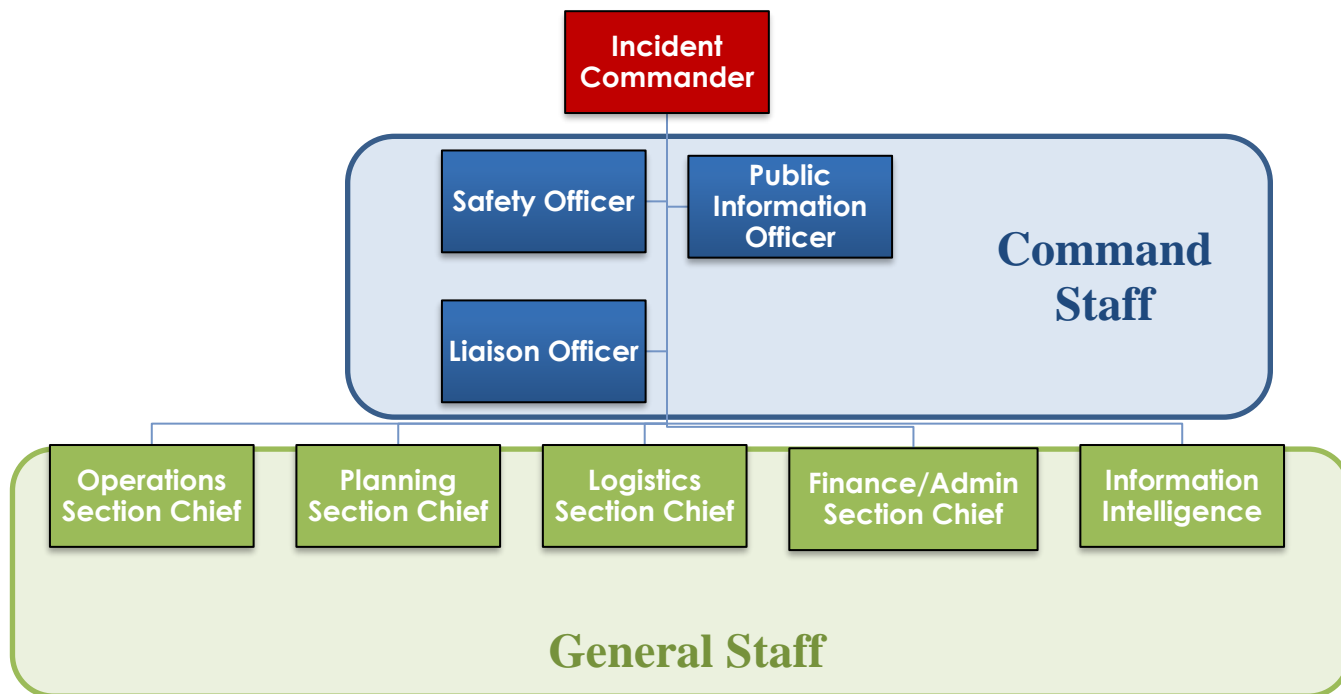 Incident
Commander
Safety Officer
Public
Information
Officer
Command
Staff
Liaison Officer
Operations
Section Chief
Planning
Section Chief
Logistics
Section Chief
Finance/Admin
Section Chief
Information
Intelligence
General Staff